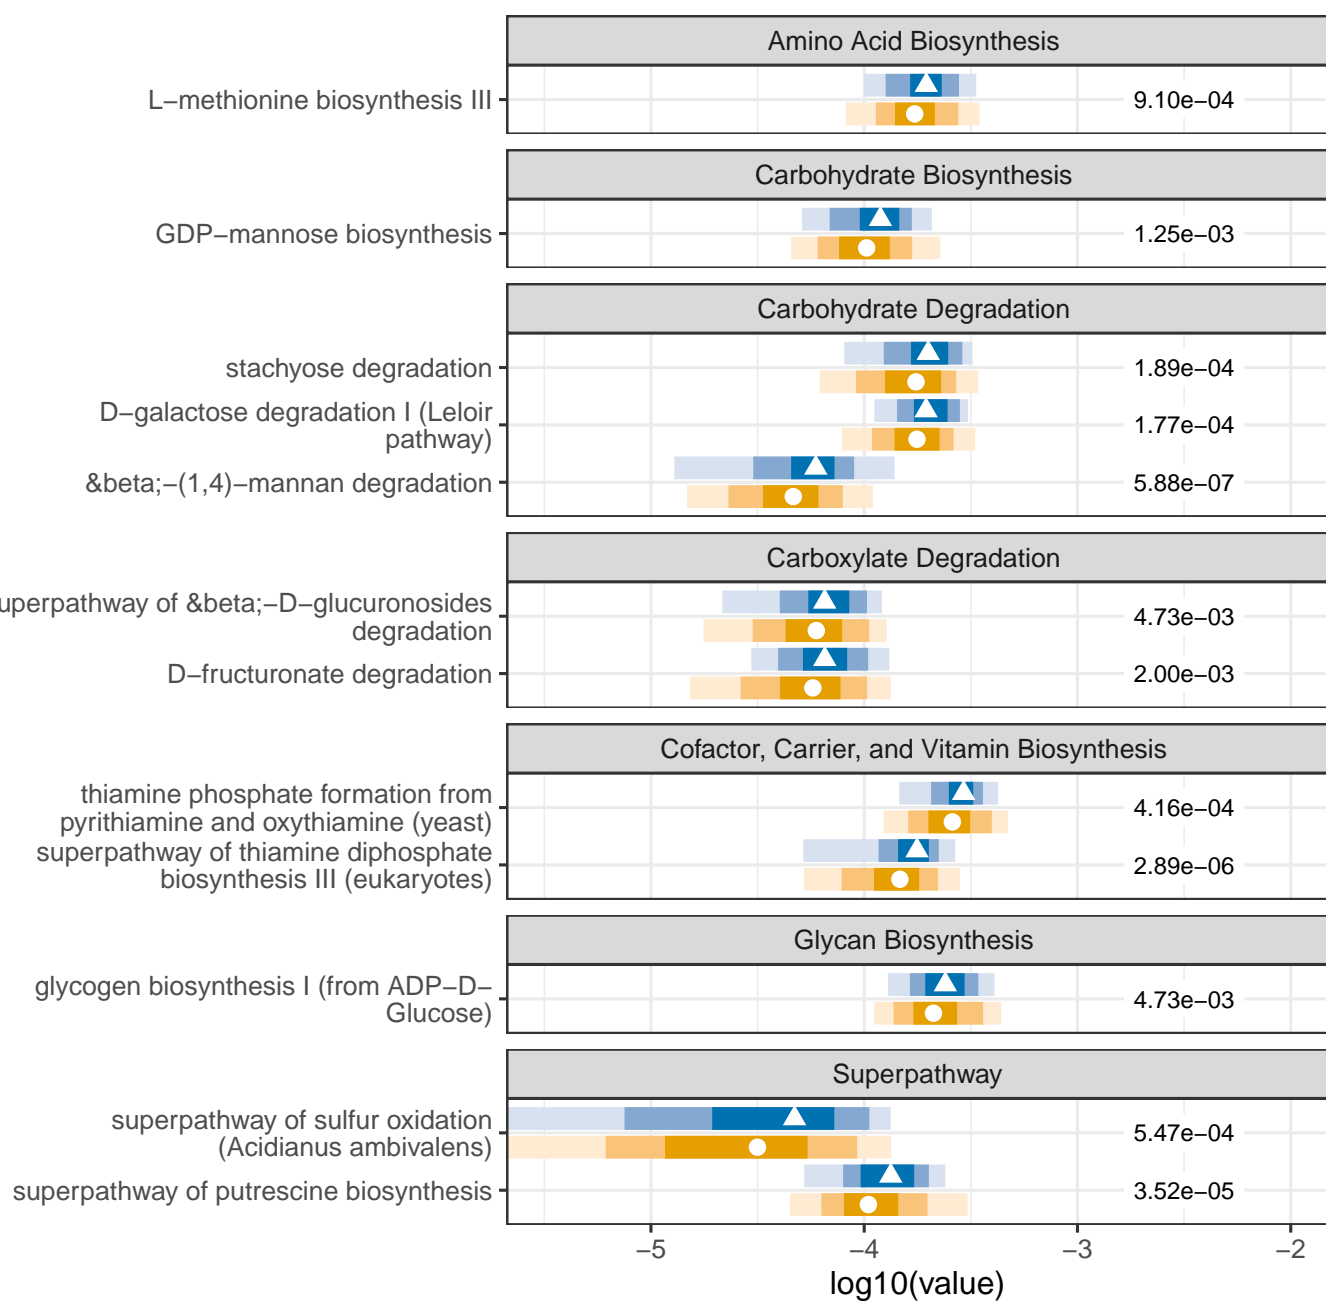 Amino Acid Biosynthesis
L−methionine biosynthesis III
9.10e−04
Carbohydrate Biosynthesis
GDP−mannose biosynthesis
1.25e−03
Carbohydrate Degradation
stachyose degradation
1.89e−04
D−galactose degradation I (Leloir
pathway)
1.77e−04
&beta;−(1,4)−mannan degradation
5.88e−07
Carboxylate Degradation
uperpathway of &beta;−D−glucuronosides
degradation
4.73e−03
D−fructuronate degradation
2.00e−03
Cofactor, Carrier, and Vitamin Biosynthesis
thiamine phosphate formation from
pyrithiamine and oxythiamine (yeast)
4.16e−04
superpathway of thiamine diphosphate
biosynthesis III (eukaryotes)
2.89e−06
Glycan Biosynthesis
glycogen biosynthesis I (from ADP−D−
Glucose)
4.73e−03
Superpathway
superpathway of sulfur oxidation
(Acidianus ambivalens)
5.47e−04
superpathway of putrescine biosynthesis
3.52e−05
−5 −4 −3 −2
log10(value)